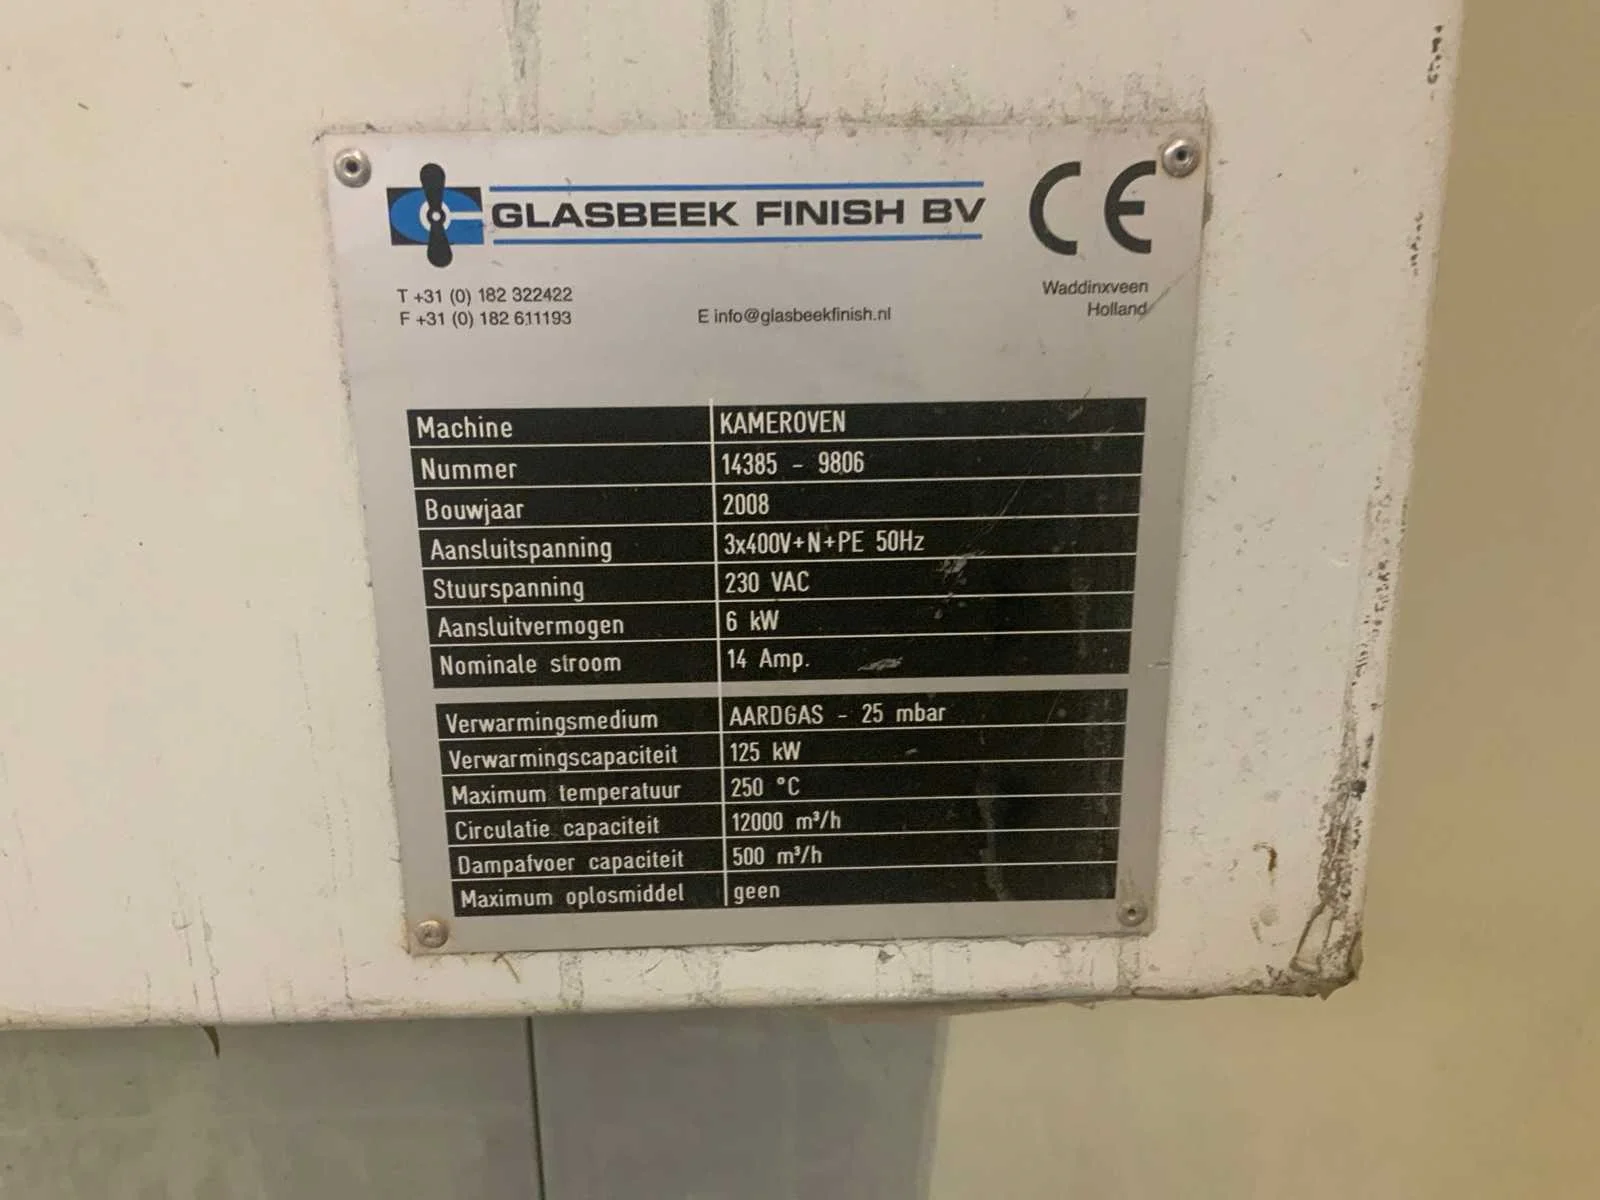 GLASBEEK FINISH BV CE
T +31 (0) 182 322422
F +31 (0) 182 611193
E info@glasbeekfinish.nl
Waddinxveen
Holland
Machine KAMEROVEN
Nummer 14385 - 9806
Bouwjaar 2008
Aansluitspanning 3x400V+N+PE 50Hz
Stuurspanning 230 VAC
Aansluitvermogen 6 kW
Nominale stroom 14 Amp.
Verwarmingsmedium AARDGAS - 25 mbar
Verwarmingscapaciteit 125 kW
Maximum temperatuur 250 °C
Circulatie capaciteit 12000 m³/h
Dampafvoer capaciteit 500 m³/h
Maximum oplosmiddel geen